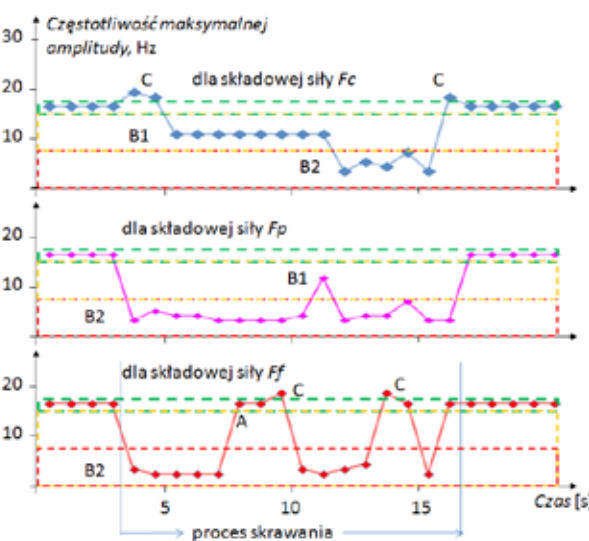 Częstotliwość maksymalnej
amplitudy, Hz
30
C
dla składowej siły Fc
C
20
10
B1
B2
dla składowej siły Fp
20
B1
10
B2
dla składowej siły Ff
20
C
C
A
10
B2
5
10
15
Czas [s]
proces skrawania